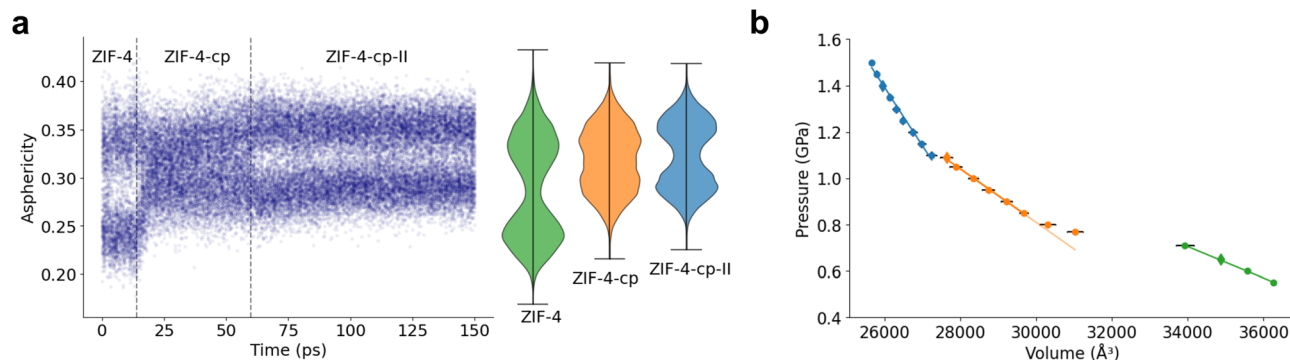 a
ZIF-4
ZIF-4-cp
ZIF-4-cp-II
0.40
0.35
0.30
0.25
0.20
Asphericity
0
25
50
75
100
125
150
Time (ps)
ZIF-4
ZIF-4-cp
ZIF-4-cp-II
b
1.6
1.4
1.2
1.0
0.8
0.6
0.4
Pressure (GPa)
26000
28000
30000
32000
34000
36000
Volume (Å³)